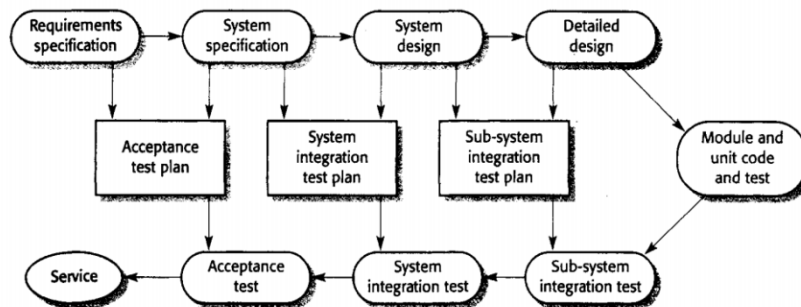 Requirements
specification
System
specification
System
design
Detailed
design
Acceptance
test plan
System
integration
test plan
Sub-system
integration
test plan
Module and
unit code
and test
Service
Acceptance
test
System
integration test
Sub-system
integration test